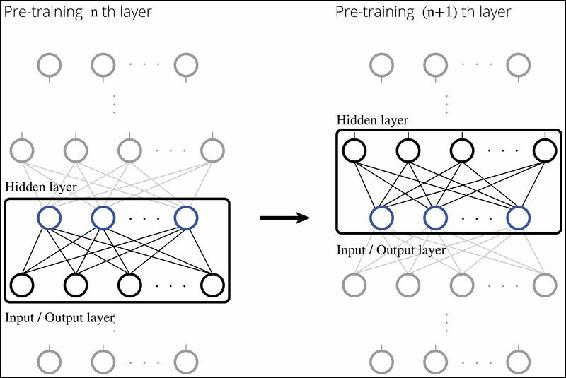 Pre-training n th layer
Pre-training (n+1) th layer
Hidden layer
Hidden layer
Input / Output layer
Input / Output layer